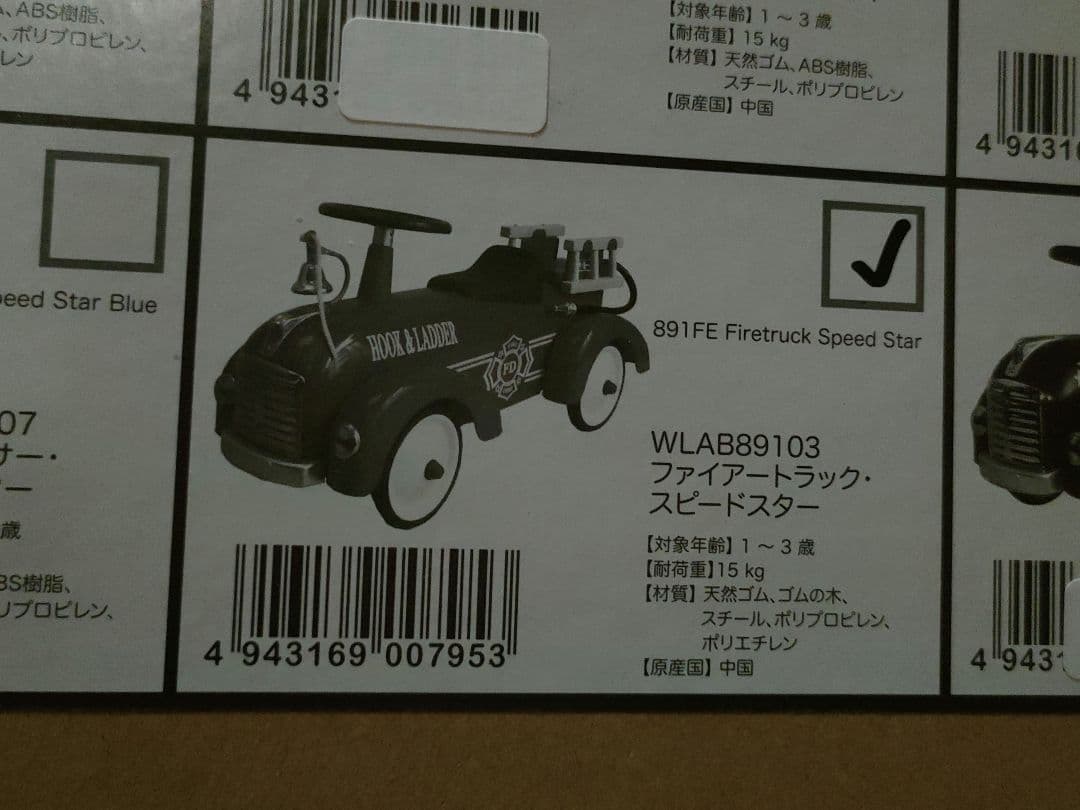 ABS樹脂、
ポリプロピレン、
レン
4 943
【対象年齢】1 〜 3 歳
【耐荷重】15 kg
【材質】天然ゴム、ABS樹脂、
スチール、ポリプロピレン
【原産国】中国
4 9431
Speed Star Blue
07
サー・
歳
ABS樹脂、
リプロピレン、
HOOK & LADDER
FD
891FE Firetruck Speed Star
WLAB89103
ファイアートラック・
スピードスター
【対象年齢】1 〜 3 歳
【耐荷重】15 kg
【材質】天然ゴム、ゴムの木、
スチール、ポリプロピレン、
ポリエチレン
【原産国】中国
4 943169 007953
4 943